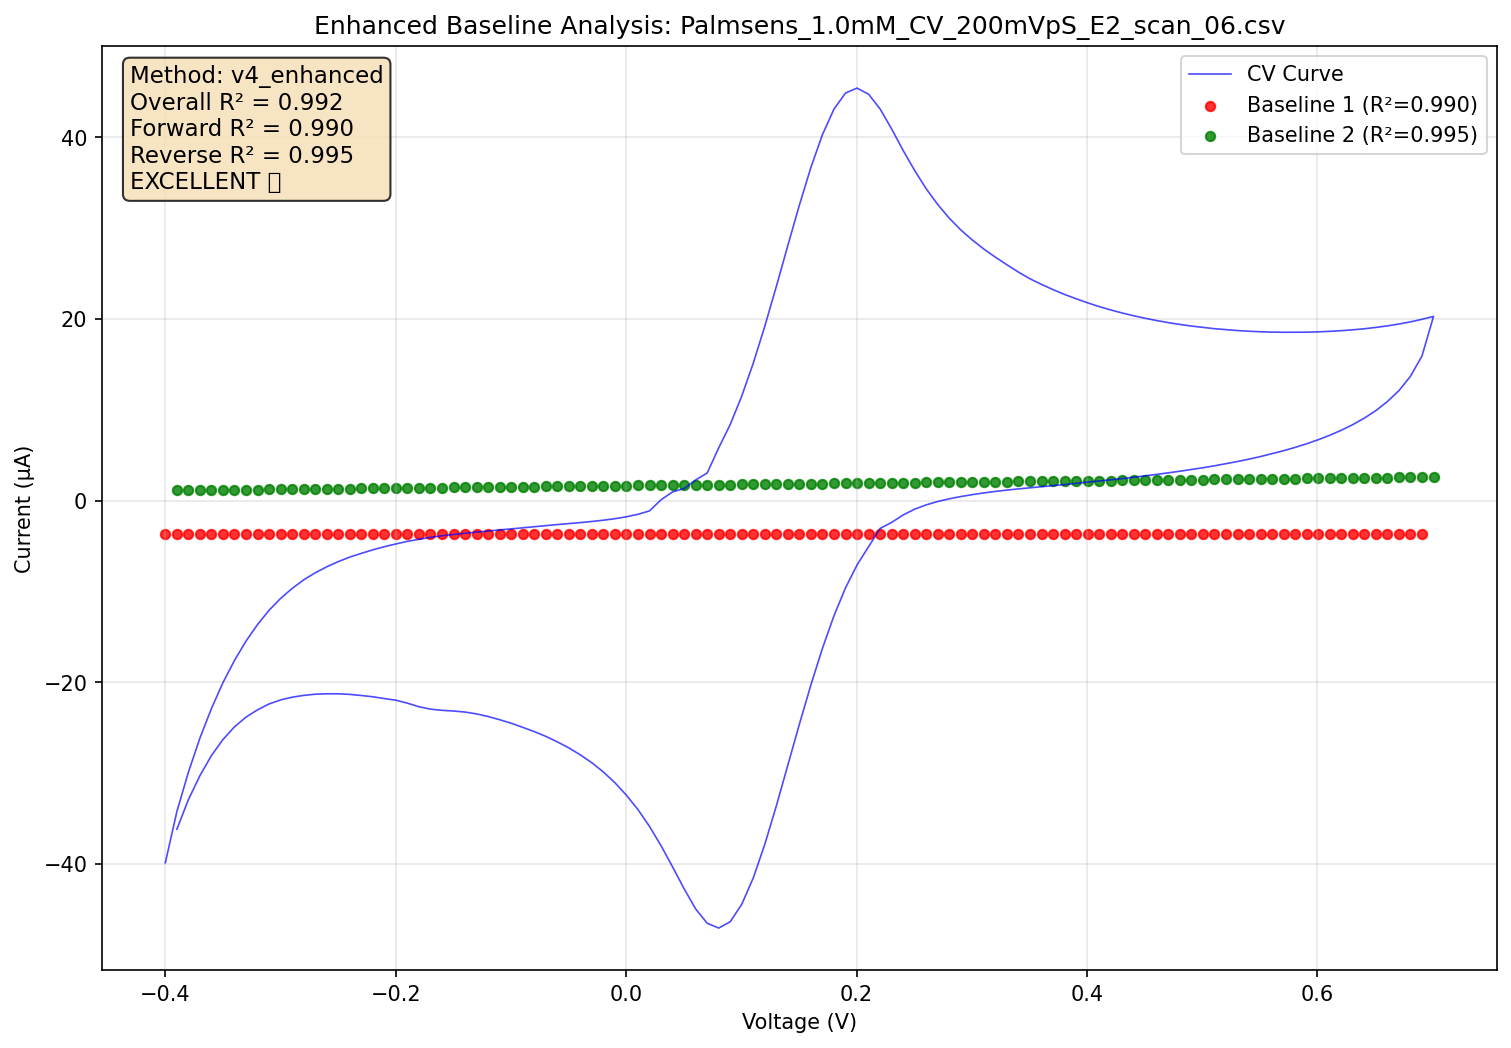 Enhanced Baseline Analysis: Palmsens_1.0mM_CV_200mVpS_E2_scan_06.csv
Method: v4_enhanced
Overall R² = 0.992
Forward R² = 0.990
Reverse R² = 0.995
EXCELLENT
CV Curve
Baseline 1 (R²=0.990)
Baseline 2 (R²=0.995)
Current (μA)
40
20
0
−20
−40
−0.4
−0.2
0.0
0.2
0.4
0.6
Voltage (V)